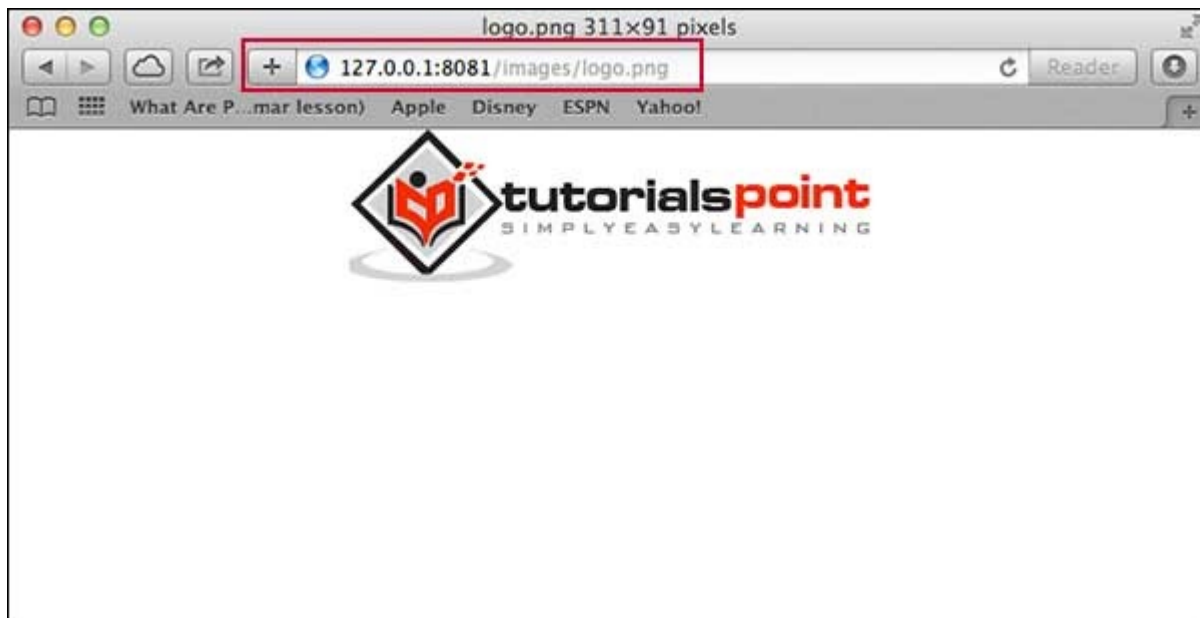 logo.png 311×91 pixels
127.0.0.1:8081/images/logo.png
Reader
What Are P...mar lesson) Apple Disney ESPN Yahoo!
tutorialspoint
SIMPLYEASYLEARNING